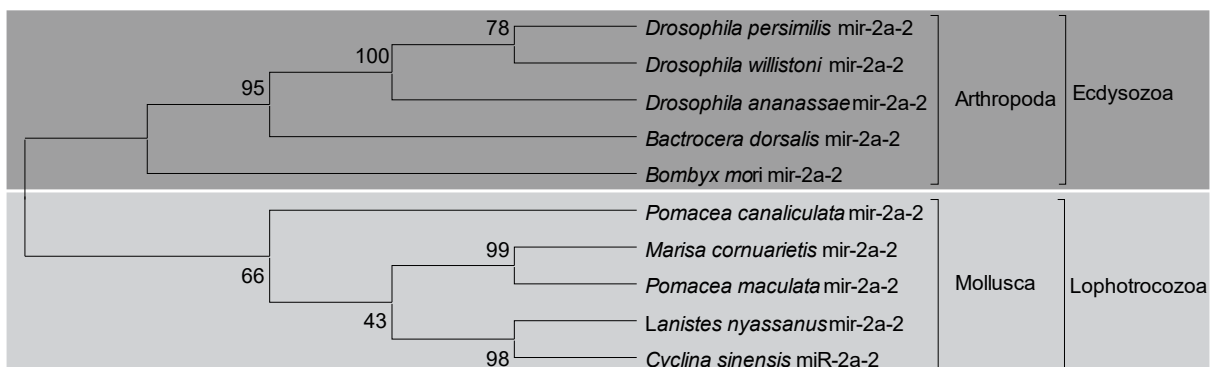 78 Drosophila persimilis mir-2a-2
100 Drosophila willistoni mir-2a-2
95 Drosophila ananassae mir-2a-2 Arthropoda Ecdysozoa
Bactrocera dorsalis mir-2a-2
Bombyx mori mir-2a-2
Pomacea canaliculata mir-2a-2
99 Marisa cornuarietis mir-2a-2
66 Pomacea maculata mir-2a-2 Mollusca Lophotrocozoa
43 Lanistes nyassanus mir-2a-2
98 Cyclina sinensis miR-2a-2